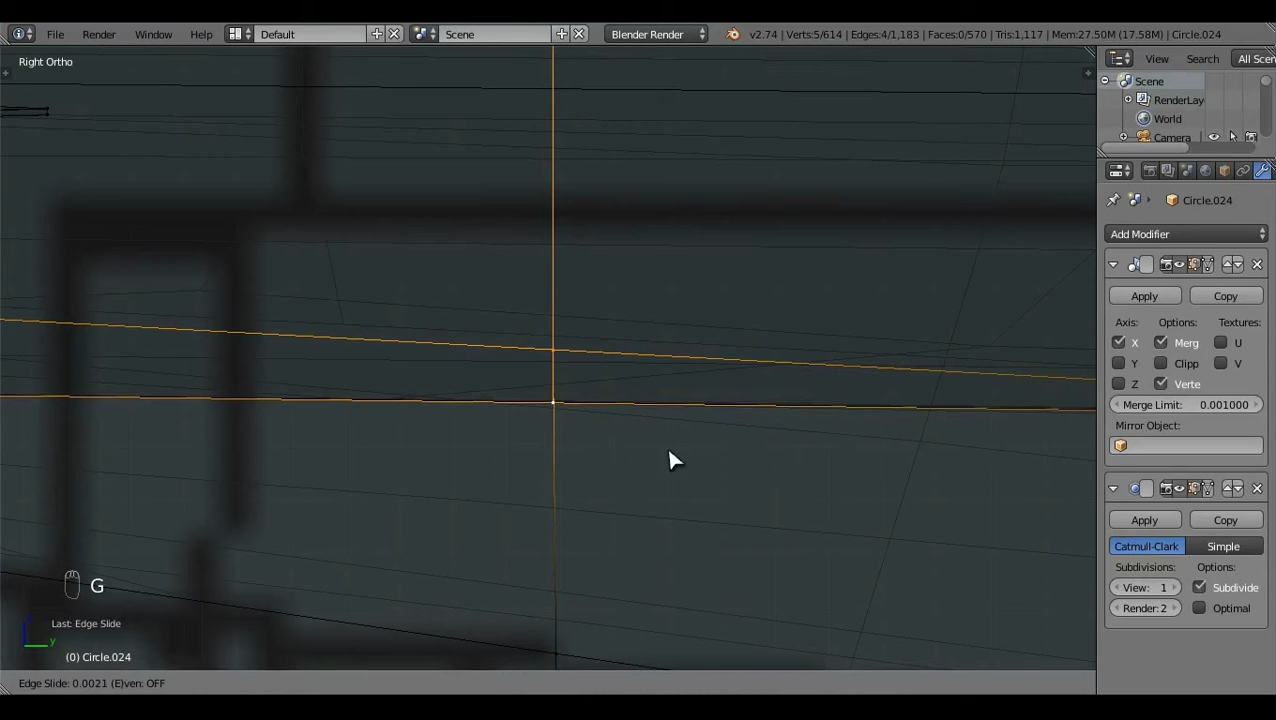 File Render Window Help Default Scene Blender Render v2.74 | Verts:5/614 | Edges:4/1,183 | Faces:0/570 | Tris:1,117 | Mem:27.50M (17.58M) | Circle.024
Right Ortho
View Search All Scen
Scene
RenderLay
World
Camera
Circle.024
Add Modifier
Apply Copy
Axis: Options: Textures:
X Merg U
Y Clipp V
Z Verte
Merge Limit: 0.001000
Mirror Object:
Apply Copy
Catmull-Clark Simple
Subdivisions: Options:
View: 1 Subdivide
Render: 2 Optimal
G
Last: Edge Slide
z
y
(0) Circle.024
Edge Slide: 0.0021 (E)ven: OFF